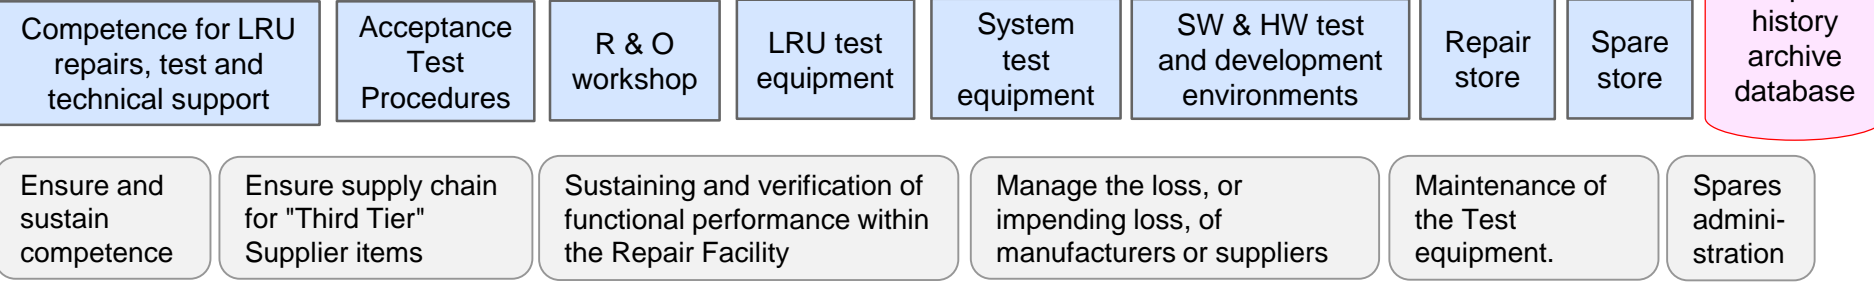 Competence for LRU
repairs, test and
technical support
Acceptance
Test
Procedures
R & O
workshop
LRU test
equipment
System
test
equipment
SW & HW test
and development
environments
Repair
store
Spare
store
history
archive
database
Ensure and
sustain
competence
Ensure supply chain
for "Third Tier"
Supplier items
Sustaining and verification of
functional performance within
the Repair Facility
Manage the loss, or
impending loss, of
manufacturers or suppliers
Maintenance of
the Test
equipment.
Spares
admini-
stration